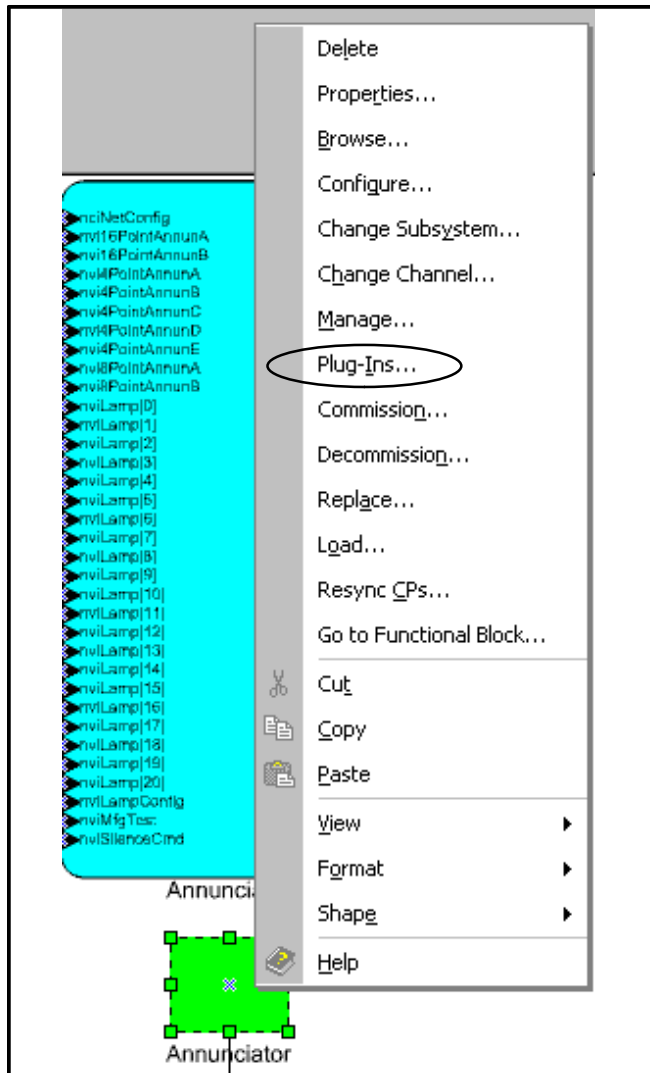 Delete
Properties...
Browse...
Configure...
Change Subsystem...
Change Channel...
Manage...
Plug-Ins...
Commission...
Decommission...
Replace...
Load...
Resync CPs...
Go to Functional Block...
Cut
Copy
Paste
View
Format
Shape
Help
nciNetConfig
nvi16PointAnnunA
nvi16PointAnnunB
nvi4PointAnnunA
nvi4PointAnnunB
nvi4PointAnnunC
nvi4PointAnnunD
nvi4PointAnnunE
nvi8PointAnnunA
nvi8PointAnnunB
nviLamp[0]
nviLamp[1]
nviLamp[2]
nviLamp[3]
nviLamp[4]
nviLamp[5]
nviLamp[6]
nviLamp[7]
nviLamp[8]
nviLamp[9]
nviLamp[10]
nviLamp[11]
nviLamp[12]
nviLamp[13]
nviLamp[14]
nviLamp[15]
nviLamp[16]
nviLamp[17]
nviLamp[18]
nviLamp[19]
nviLamp[20]
nviLampConfig
nviMfgTest
nviSilenceCmd
Annuncia
Annunciator